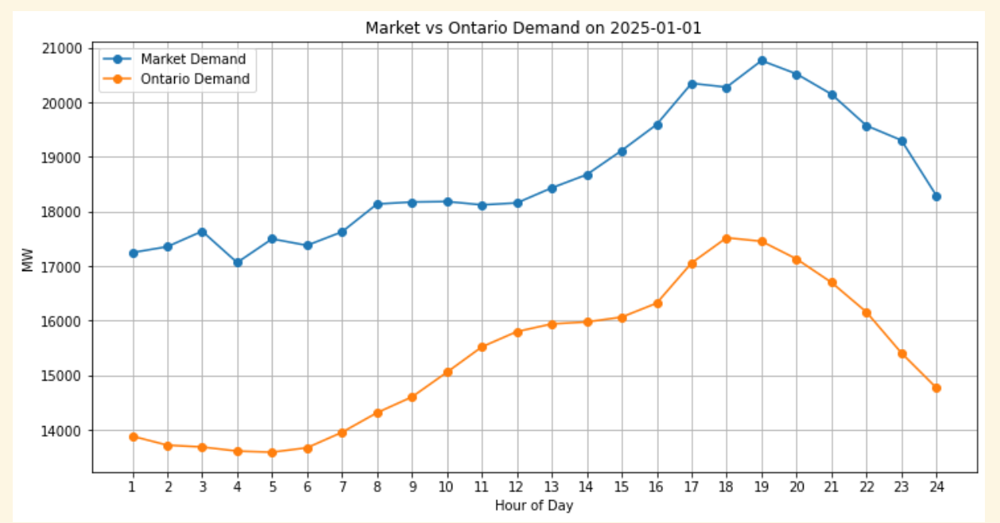 Market vs Ontario Demand on 2025-01-01
Market Demand
Ontario Demand
MW
21000
20000
19000
18000
17000
16000
15000
14000
1 2 3 4 5 6 7 8 9 10 11 12 13 14 15 16 17 18 19 20 21 22 23 24
Hour of Day